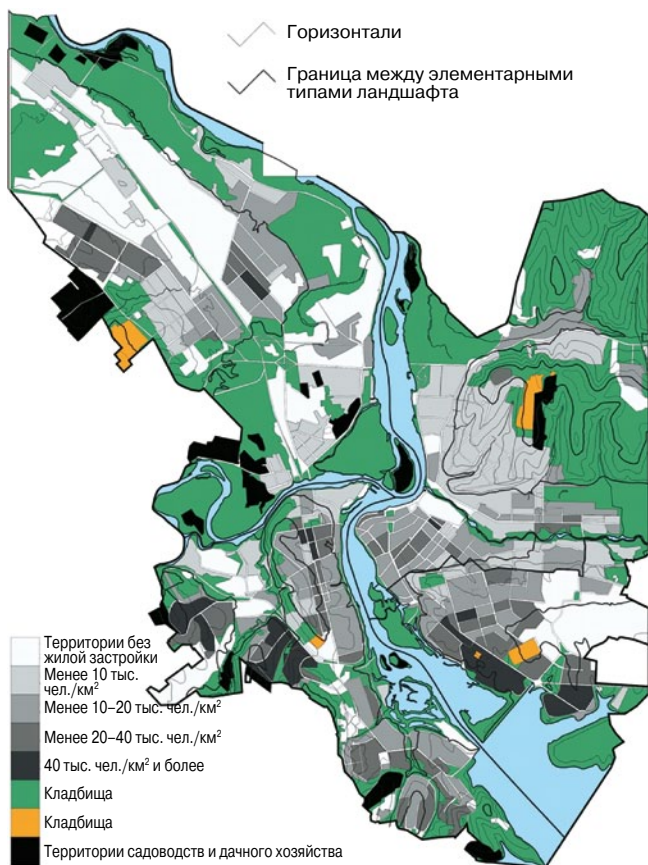 Горизонтали
Граница между элементарными
типами ландшафта
Территории без
жилой застройки
Менее 10 тыс.
чел./км²
Менее 10–20 тыс. чел./км²
Менее 20–40 тыс. чел./км²
40 тыс. чел./км² и более
Кладбища
Кладбища
Территории садоводств и дачного хозяйства